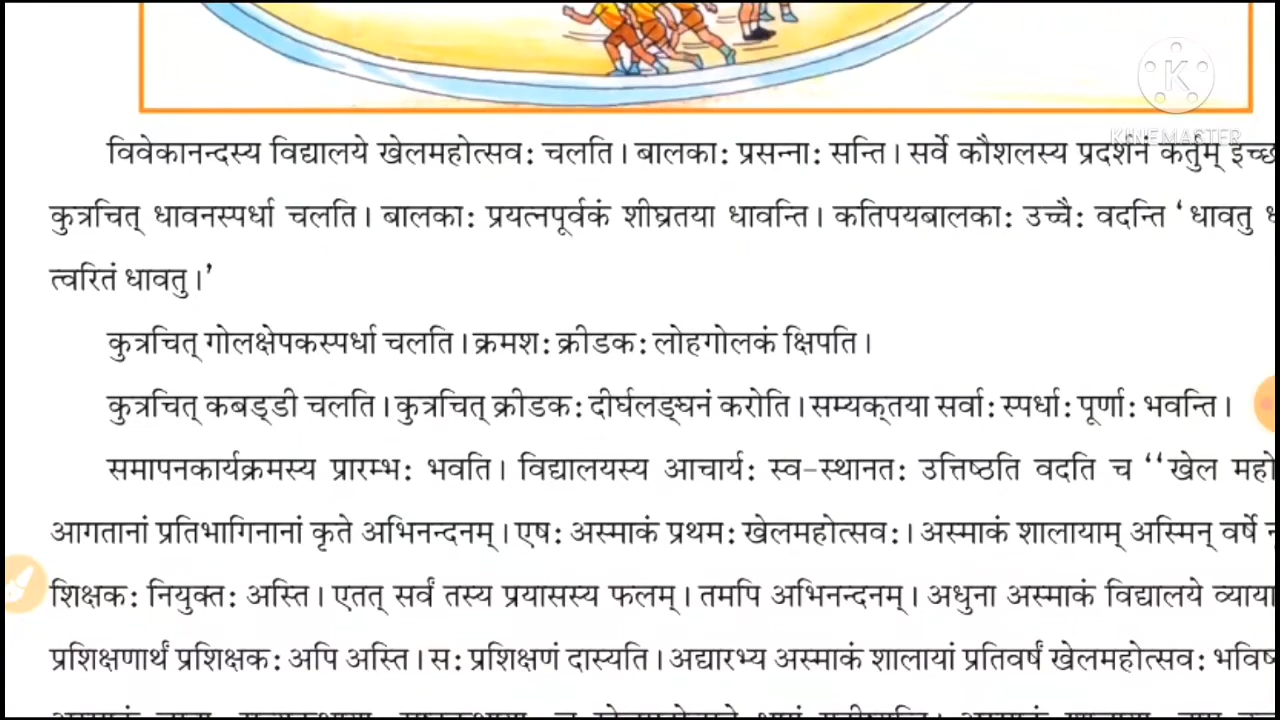 KINEMASTER
विवेकानन्दस्य विद्यालये खेलमहोत्सवः चलति। बालकाः प्रसन्नाः सन्ति। सर्वे कौशलस्य प्रदर्शनं कर्तुम्
कुत्रचित् धावनस्पर्धा चलति। बालकाः प्रयत्नपूर्वकं शीघ्रतया धावन्ति। कतिपयबालकाः उच्चैः वदन्ति ‘धावतु
त्वरितं धावतु।’
कुत्रचित् गोलक्षेपकस्पर्धा चलति। क्रमशः क्रीडकः लोहगोलकं क्षिपति।
कुत्रचित् कबड्डी चलति। कुत्रचित् क्रीडकः दीर्घलङ्घनं करोति। सम्यक्तया सर्वाः स्पर्धाः पूर्णाः भवन्ति।
समापनकार्यक्रमस्य प्रारम्भः भवति। विद्यालयस्य आचार्यः स्व-स्थानतः उत्तिष्ठति वदति च “खेल
आगतानां प्रतिभागिनानां कृते अभिनन्दनम्। एषः अस्माकं प्रथमः खेलमहोत्सवः। अस्माकं शालायाम् अस्मिन् वर्षे
शिक्षकः नियुक्तः अस्ति। एतत् सर्वं तस्य प्रयासस्य फलम्। तमपि अभिनन्दनम्। अधुना अस्माकं विद्यालये
प्रशिक्षणार्थं प्रशिक्षकः अपि अस्ति। सः प्रशिक्षणं दास्यति। अद्यारभ्य अस्माकं शालायां प्रतिवर्षं खेलमहोत्सवः